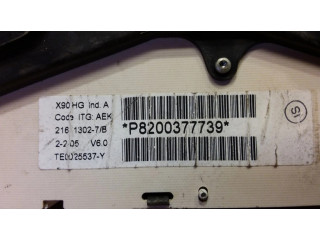 X90 HG Ind. A
Code ITG: AEK
216 1302-7/B
2-2-05 V6.0
TE0025537-Y
*P8200377739*